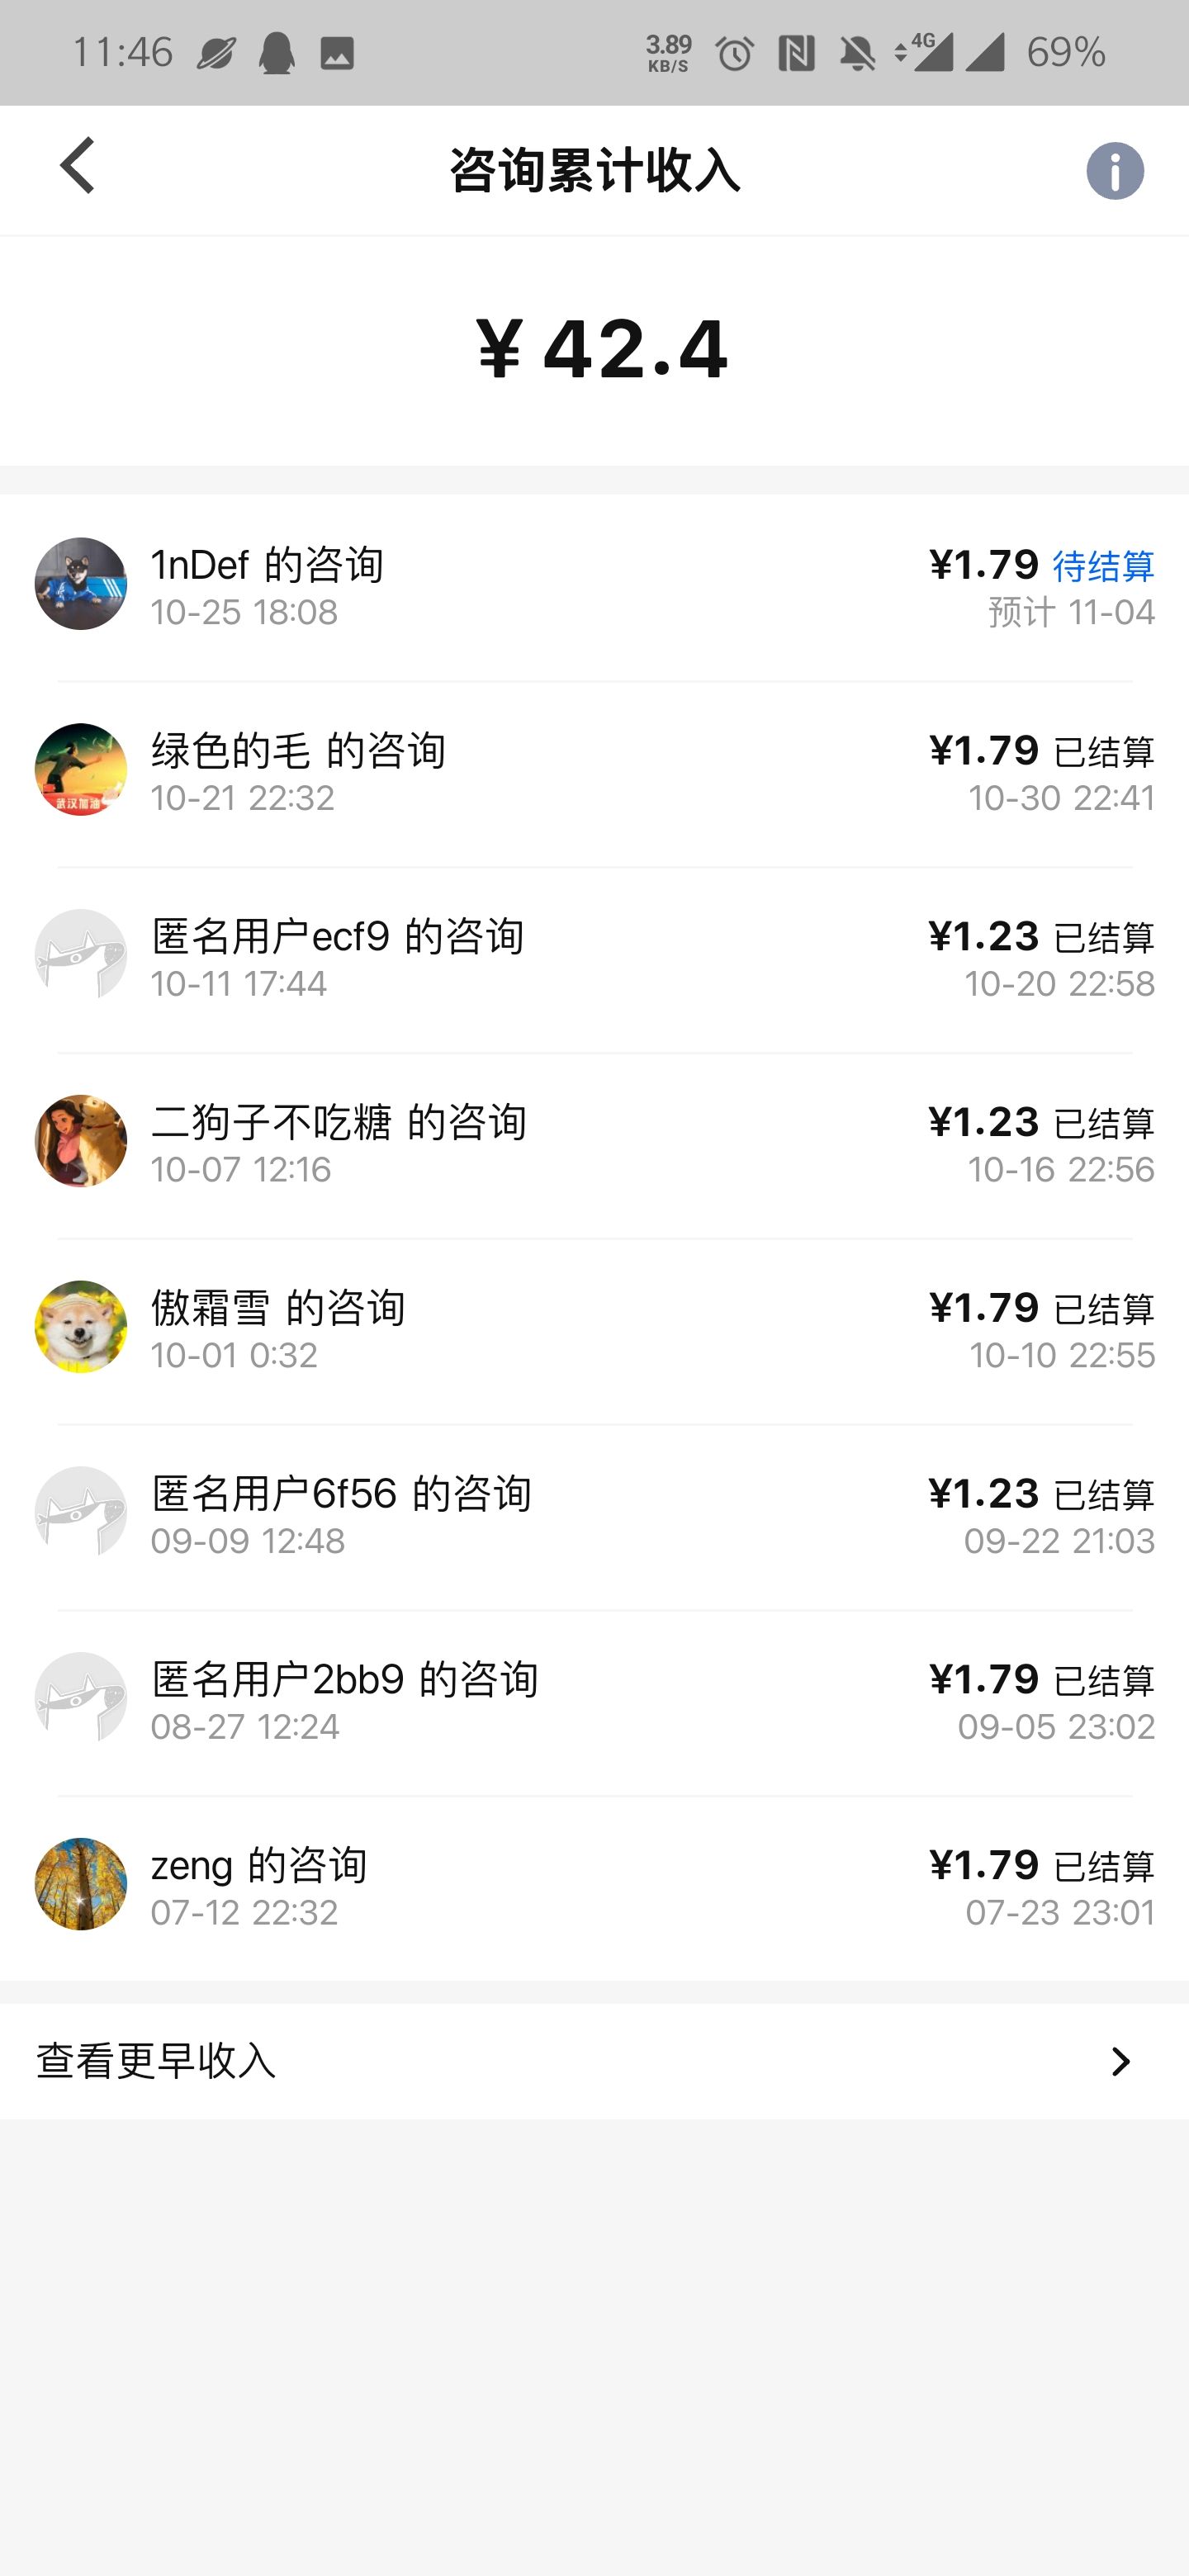 11:46 3.89 KB/S 4G 69%
咨询累计收入
¥ 42.4
1nDef 的咨询 ¥1.79 待结算
10-25 18:08 预计 11-04
绿色的毛 的咨询 ¥1.79 已结算
10-21 22:32 10-30 22:41
武汉加油
匿名用户ecf9 的咨询 ¥1.23 已结算
10-11 17:44 10-20 22:58
二狗子不吃糖 的咨询 ¥1.23 已结算
10-07 12:16 10-16 22:56
傲霜雪 的咨询 ¥1.79 已结算
10-01 0:32 10-10 22:55
匿名用户6f56 的咨询 ¥1.23 已结算
09-09 12:48 09-22 21:03
匿名用户2bb9 的咨询 ¥1.79 已结算
08-27 12:24 09-05 23:02
zeng 的咨询 ¥1.79 已结算
07-12 22:32 07-23 23:01
查看更早收入